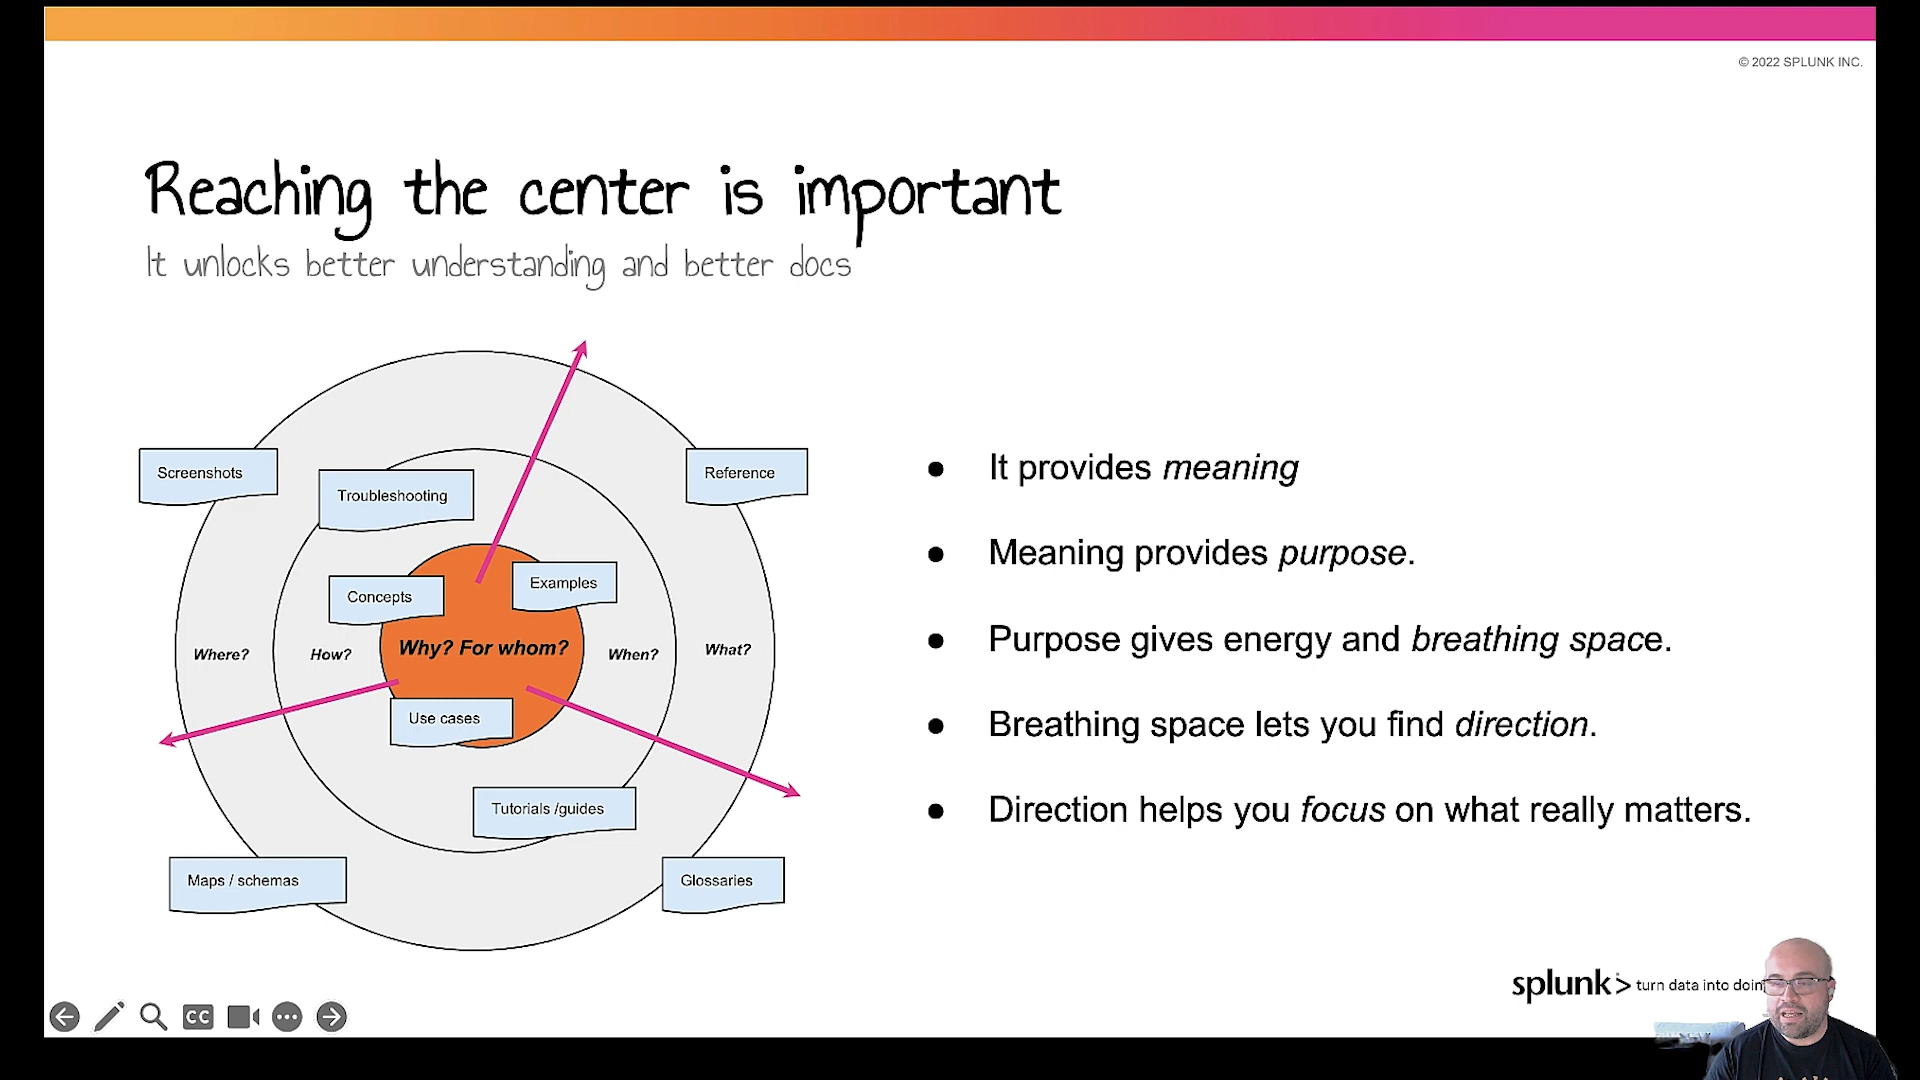 © 2022 SPLUNK INC.
Reaching the center is important
It unlocks better understanding and better docs
Screenshots
Reference
Troubleshooting
Examples
Concepts
Why? For whom?
Where?
How?
When?
What?
Use cases
Tutorials /guides
Maps / schemas
Glossaries
● It provides meaning
● Meaning provides purpose.
● Purpose gives energy and breathing space.
● Breathing space lets you find direction.
● Direction helps you focus on what really matters.
splunk> turn data into doin
CC